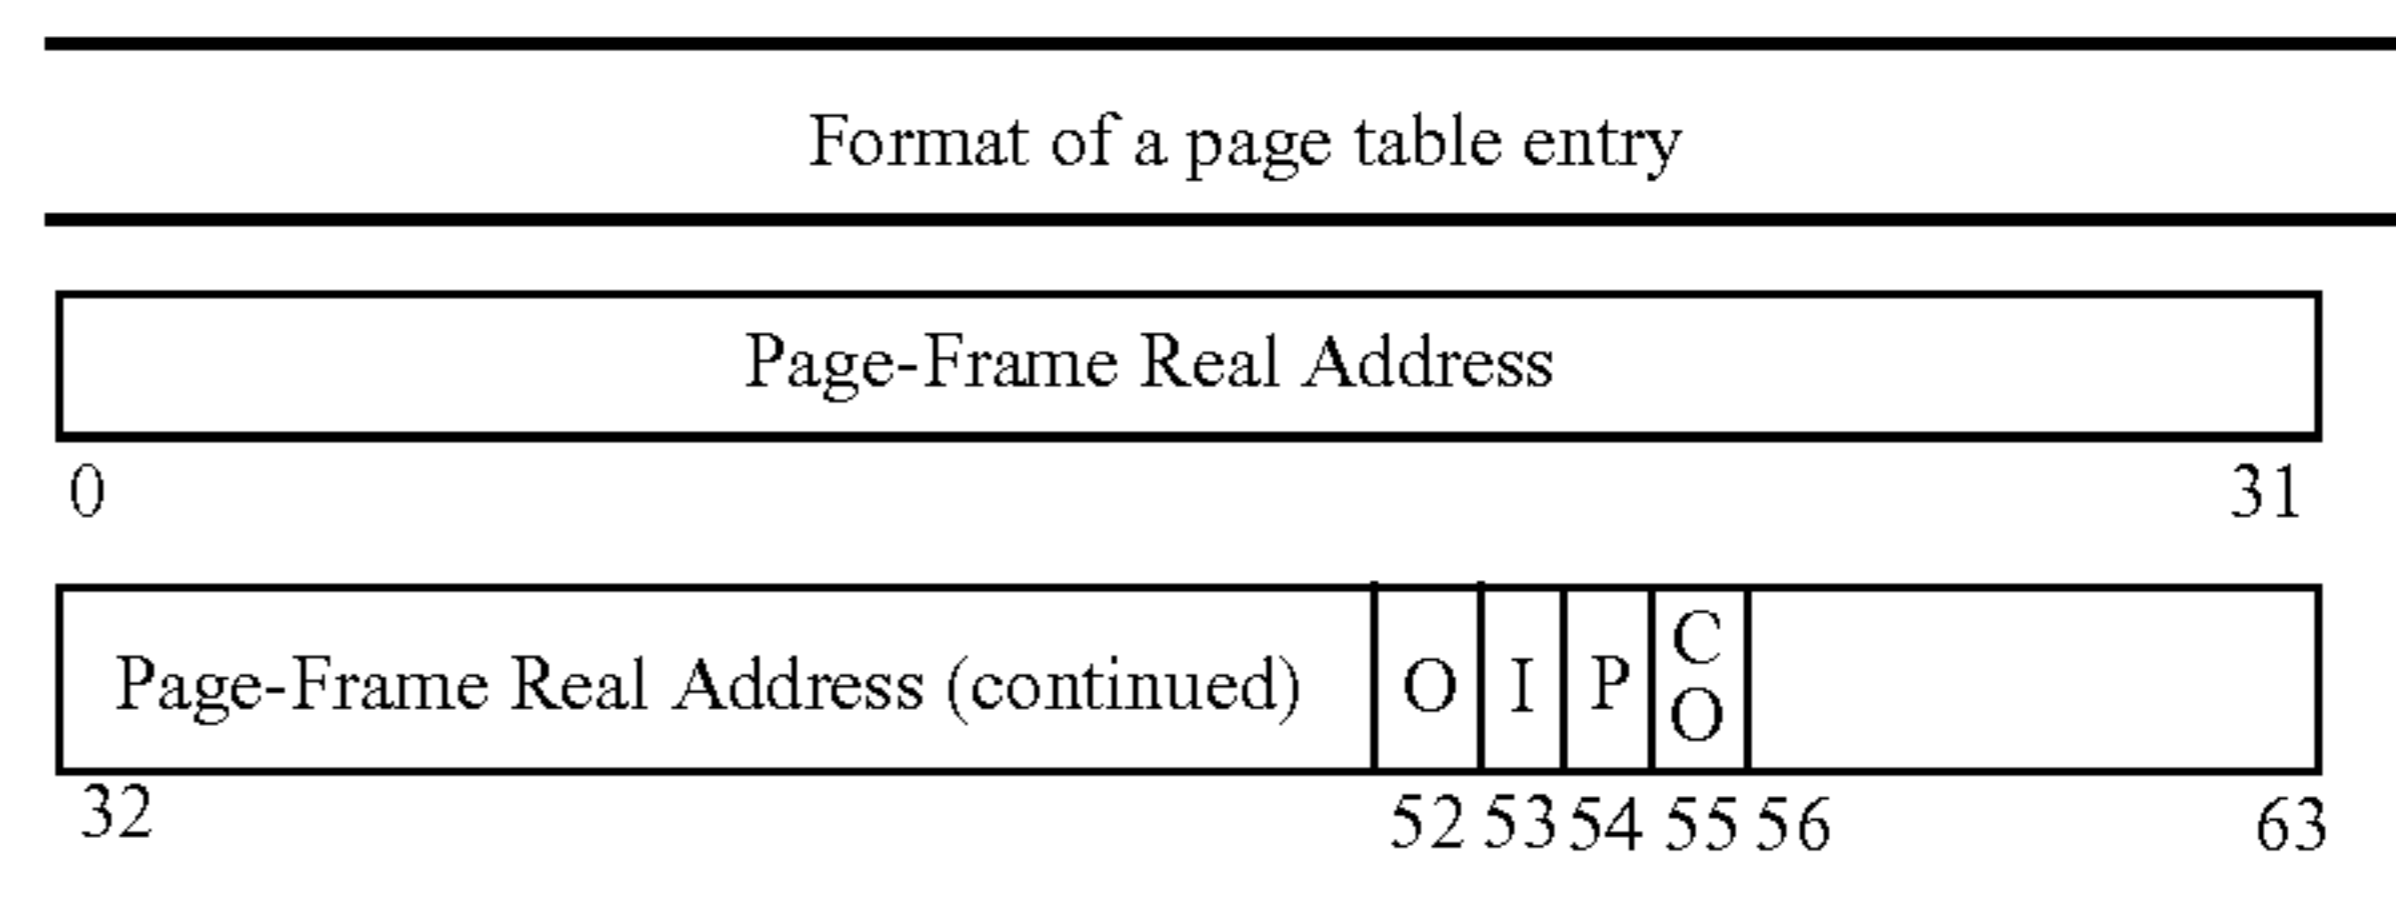 Format of a page table entry
Page-Frame Real Address
0 31
Page-Frame Real Address (continued) O I P C O
32 52 53 54 55 56 63